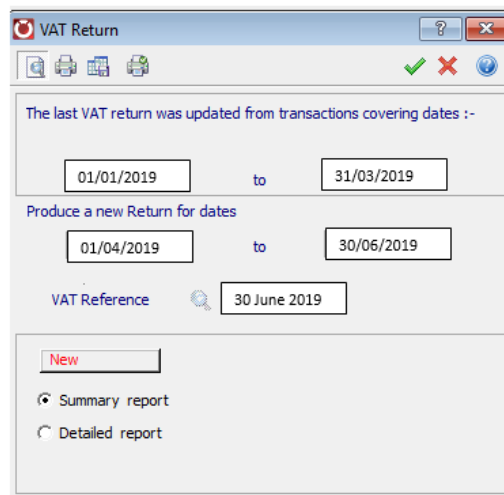 VAT Return
The last VAT return was updated from transactions covering dates :-
01/01/2019 to 31/03/2019
Produce a new Return for dates
01/04/2019 to 30/06/2019
VAT Reference 30 June 2019
New
Summary report
Detailed report